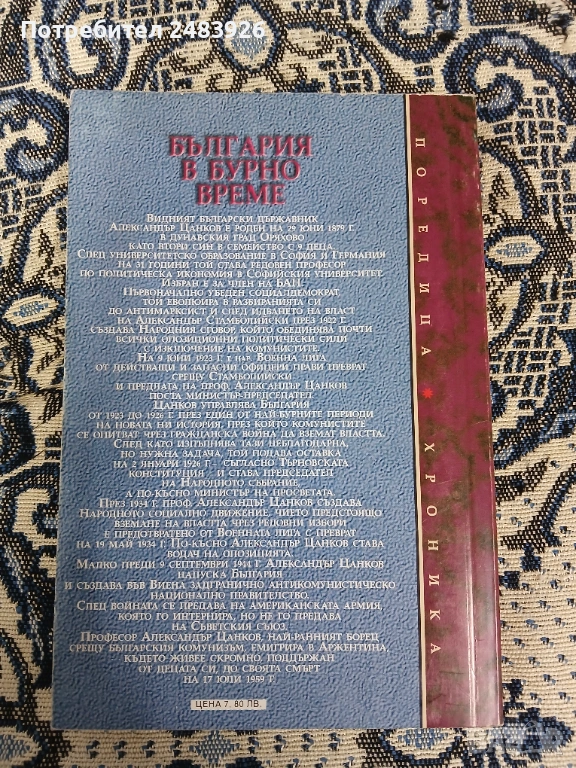 Потребител 2483926
БЪЛГАРИЯ
В БУРНО
ВРЕМЕ
ВИДНИЯТ БЪЛГАРСКИ ДЪРЖАВНИК
АЛЕКСАНДЪР ЦАНКОВ Е РОДЕН НА 29 ЮНИ 1879 Г.
В ДУНАВСКИЯ ГРАД ОРЯХОВО
КАТО ВТОРИ СИН В СЕМЕЙСТВО С 9 ДЕЦА.
СЛЕД УНИВЕРСИТЕТСКО ОБРАЗОВАНИЕ В СОФИЯ И ГЕРМАНИЯ
НА 31 ГОДИНИ ТОЙ СТАВА РЕДОВЕН ПРОФЕСОР
ПО ПОЛИТИЧЕСКА ИКОНОМИЯ В СОФИЙСКИЯ УНИВЕРСИТЕТ.
ИЗБРАН Е ЗА ЧЛЕН НА БАН.
ПЪРВОНАЧАЛНО УБЕДЕН СОЦИАЛДЕМОКРАТ
ТОЙ ЕВОЛЮИРА В РАЗБИРАНИЯТА СИ
ДО АНТИМАРКСИСТ И СЛЕД ИДВАНЕТО НА ВЛАСТ
НА АЛЕКСАНДЪР СТАМБОЛИЙСКИ ПРЕЗ 1922 Г.
СЪЗДАВА НАРОДНИЯ СГОВОР, КОЙТО ОБЕДИНЯВА ПОЧТИ
ВСИЧКИ ОПОЗИЦИОННИ ПОЛИТИЧЕСКИ СИЛИ
С ИЗКЛЮЧЕНИЕ НА КОМУНИСТИТЕ.
НА 9 ЮНИ 1923 Г. Т. НАР. ВОЕННА ЛИГА
ОТ ДЕЙСТВАЩИ И ЗАПАСНИ ОФИЦЕРИ ПРАВИ ПРЕВРАТ
СРЕЩУ СТАМБОЛИЙСКИ
И ПРЕДЛАГА НА ПРОФ. АЛЕКСАНДЪР ЦАНКОВ
ПОСТА МИНИСТЪР-ПРЕДСЕДАТЕЛ.
ЦАНКОВ УПРАВЛЯВА БЪЛГАРИЯ
ОТ 1923 ДО 1926 Г. ПРЕЗ ЕДИН ОТ НАЙ-БУРНИТЕ ПЕРИОДИ
НА НОВАТА НИ ИСТОРИЯ, ПРЕЗ КОЙТО КОМУНИСТИТЕ
СЕ ОПИТВАТ ЧРЕЗ ГРАЖДАНСКА ВОЙНА ДА ВЗЕМАТ ВЛАСТТА.
СЛЕД КАТО ИЗПЪЛНЯВА ТАЗИ НЕБЛАГОДАРНА,
НО НУЖНА ЗАДАЧА, ТОЙ ПОДАВА ОСТАВКА
НА 2 ЯНУАРИ 1926 Г. СЪГЛАСНО ТЪРНОВСКАТА
КОНСТИТУЦИЯ И СТАВА ПРЕДСЕДАТЕЛ
НА НАРОДНОТО СЪБРАНИЕ,
А ПО-КЪСНО МИНИСТЪР НА ПРОСВЕТАТА.
ПРЕЗ 1934 Г. ПРОФ. АЛЕКСАНДЪР ЦАНКОВ СЪЗДАВА
НАРОДНОТО СОЦИАЛНО ДВИЖЕНИЕ, ЧИЕТО ПРЕДСТОЯЩО
ВЗЕМАНЕ НА ВЛАСТТА ЧРЕЗ РЕДОВНИ ИЗБОРИ
Е ПРЕДОТВРАТЕНО ОТ ВОЕННАТА ЛИГА С ПРЕВРАТ
НА 19 МАЙ 1934 Г. ПО-КЪСНО АЛЕКСАНДЪР ЦАНКОВ СТАВА
ВОДАЧ НА ОПОЗИЦИЯТА.
МАЛКО ПРЕДИ 9 СЕПТЕМВРИ 1944 Г. АЛЕКСАНДЪР ЦАНКОВ
НАПУСКА БЪЛГАРИЯ
И СЪЗДАВА ВЪВ ВИЕНА ЗАДГРАНИЧНО АНТИКОМУНИСТИЧЕСКО
НАЦИОНАЛНО ПРАВИТЕЛСТВО.
СЛЕД ВОЙНАТА СЕ ПРЕДАВА НА АМЕРИКАНСКАТА АРМИЯ,
КОЯТО ГО ИНТЕРНИРА, НО НЕ ГО ПРЕДАВА
НА СЪВЕТСКИЯ СЪЮЗ.
ПРОФЕСОР АЛЕКСАНДЪР ЦАНКОВ, НАЙ-РАННИЯТ БОРЕЦ
СРЕЩУ БЪЛГАРСКИЯ КОМУНИЗЪМ, ЕМИГРИРА В АРЖЕНТИНА,
КЪДЕТО ЖИВЕЕ СКРОМНО, ПОДДЪРЖАН
ОТ ДЕЦАТА СИ, ДО СВОЯТА СМЪРТ
НА 17 ЮЛИ 1959 Г.
ЦЕНА 7. 80 ЛВ.
ПОРЕДИЦА * ХРОНИКА